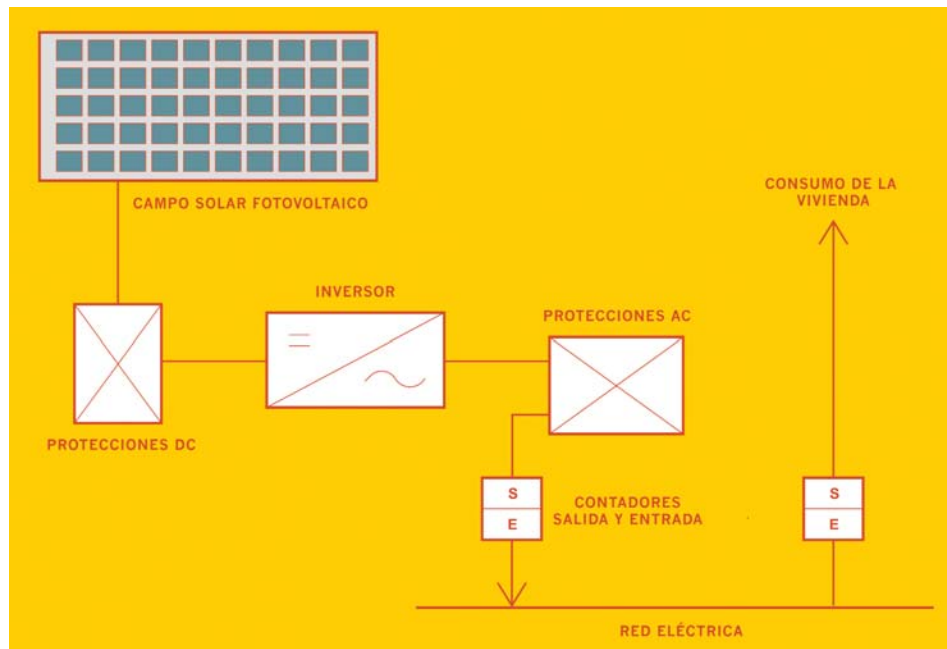 CAMPO SOLAR FOTOVOLTAICO
CONSUMO DE LA
VIVIENDA
INVERSOR
PROTECCIONES AC
PROTECCIONES DC
S
E
CONTADORES
SALIDA Y ENTRADA
S
E
RED ELÉCTRICA